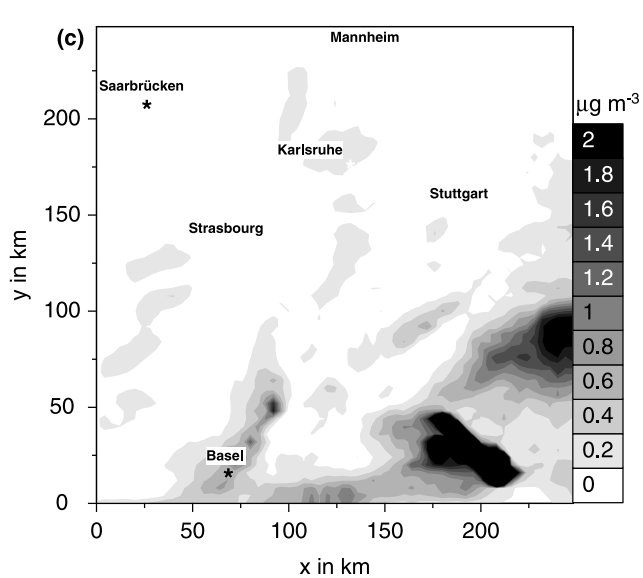 (c)
Mannheim
Saarbrücken
*
Karlsruhe
Stuttgart
Strasbourg
Basel
*
y in km
200
150
100
50
0
0
50
100
150
200
x in km
µg m-3
2
1.8
1.6
1.4
1.2
1
0.8
0.6
0.4
0.2
0